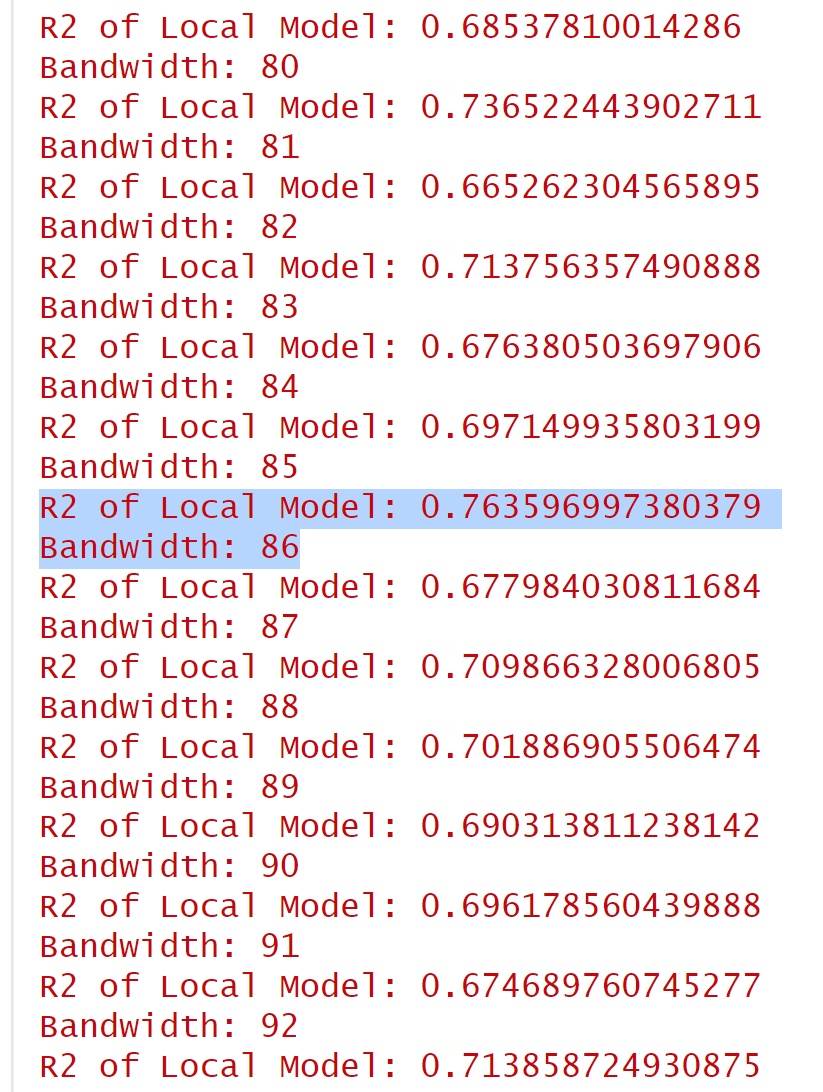 R2 of Local Model: 0.68537810014286
Bandwidth: 80
R2 of Local Model: 0.736522443902711
Bandwidth: 81
R2 of Local Model: 0.665262304565895
Bandwidth: 82
R2 of Local Model: 0.713756357490888
Bandwidth: 83
R2 of Local Model: 0.676380503697906
Bandwidth: 84
R2 of Local Model: 0.697149935803199
Bandwidth: 85
R2 of Local Model: 0.763596997380379
Bandwidth: 86
R2 of Local Model: 0.677984030811684
Bandwidth: 87
R2 of Local Model: 0.709866328006805
Bandwidth: 88
R2 of Local Model: 0.701886905506474
Bandwidth: 89
R2 of Local Model: 0.690313811238142
Bandwidth: 90
R2 of Local Model: 0.696178560439888
Bandwidth: 91
R2 of Local Model: 0.674689760745277
Bandwidth: 92
R2 of Local Model: 0.713858724930875